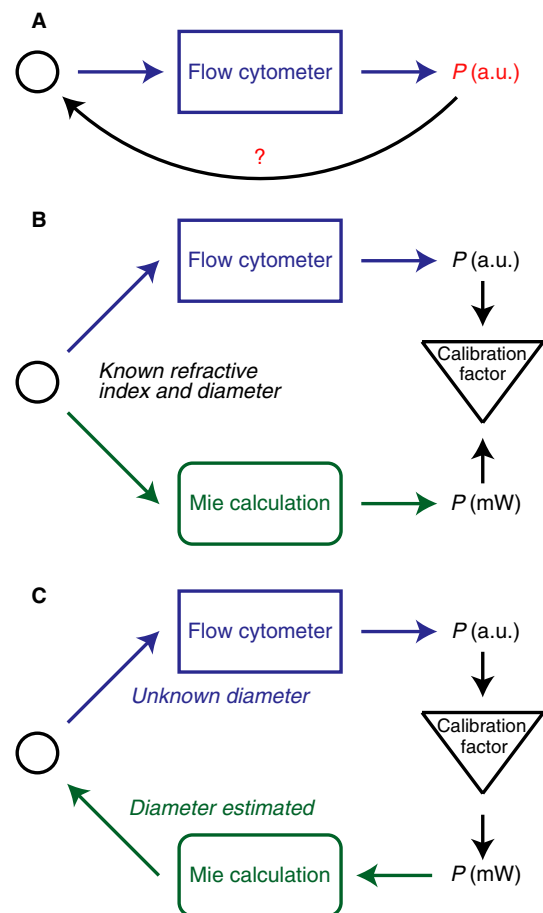 A
Flow cytometer
P (a.u.)
?
B
Flow cytometer
P (a.u.)
Known refractive
index and diameter
Calibration
factor
Mie calculation
P (mW)
C
Flow cytometer
P (a.u.)
Unknown diameter
Calibration
factor
Diameter estimated
Mie calculation
P (mW)